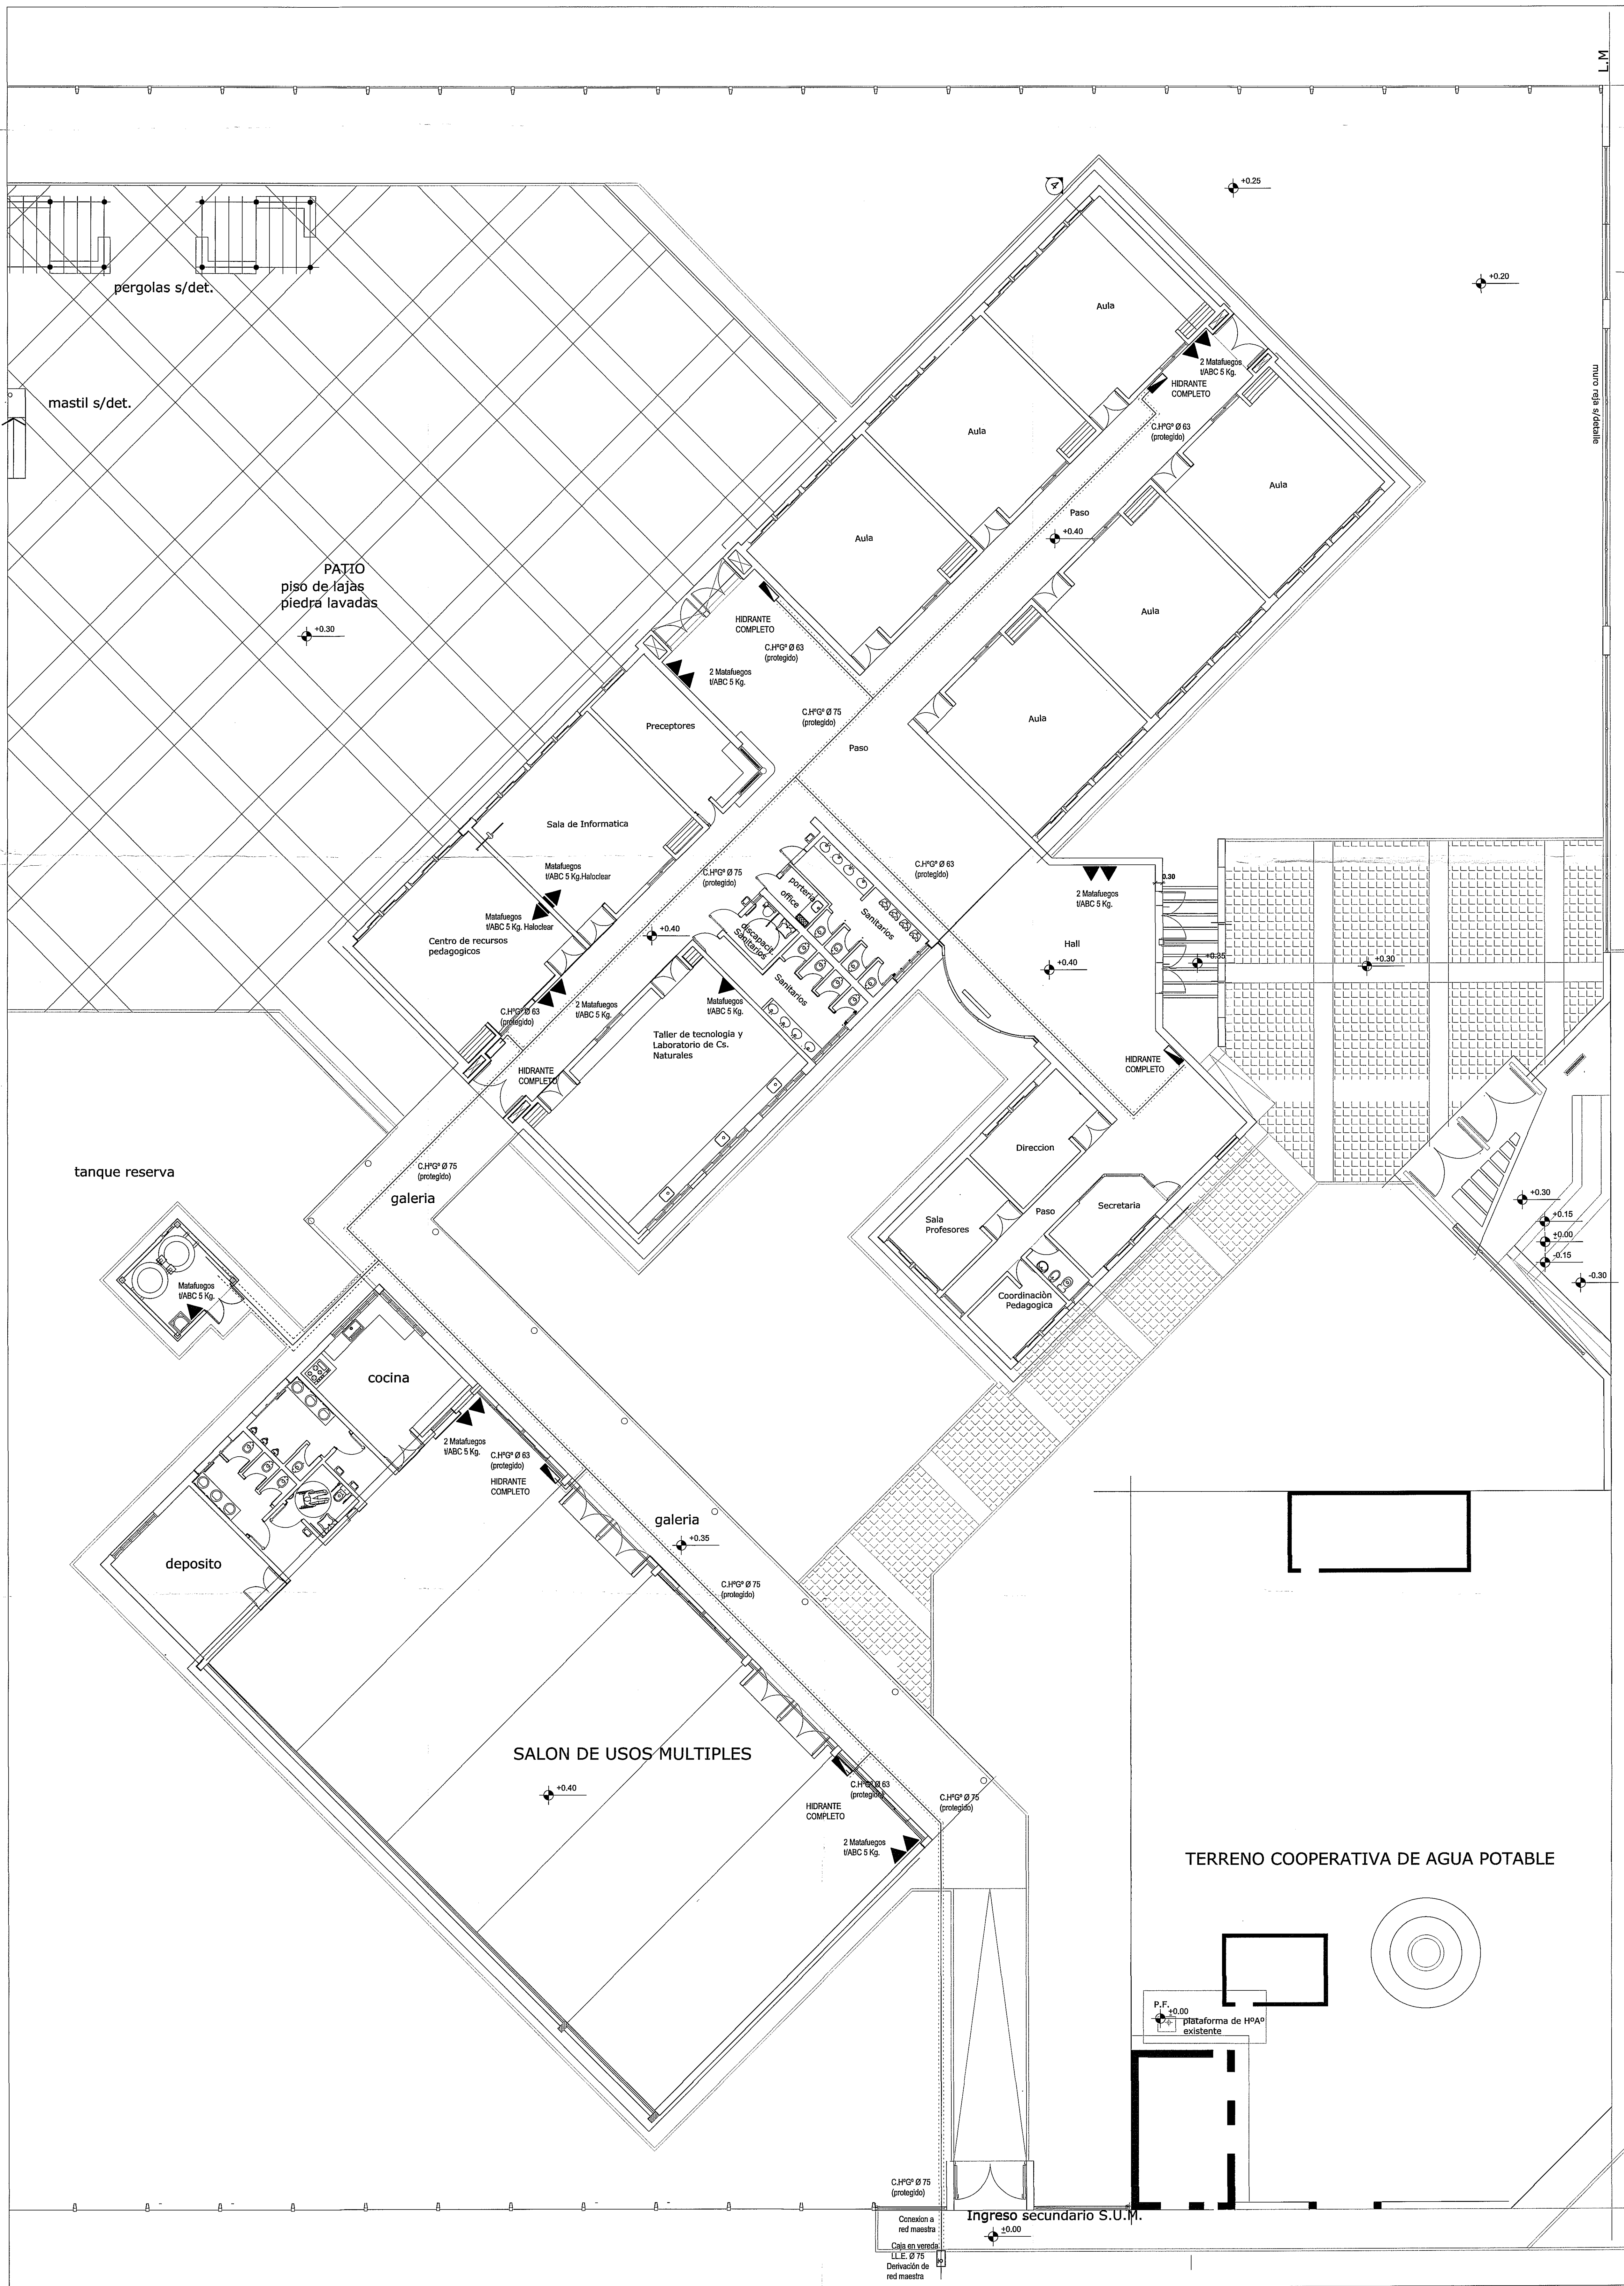 L.M
4
+0.25
+0.20
Aula
pergolas s/det.
2 Matafuegos
t/ABC 5 Kg.
HIDRANTE
COMPLETO
muro reja s/detalle
mastil s/det.
C.HºGº Ø 63
(protegido)
Aula
Aula
Paso
+0.40
Aula
PATIO
piso de lajas
piedra lavadas
+0.30
HIDRANTE
COMPLETO
Aula
C.HºGº Ø 63
(protegido)
2 Matafuegos
t/ABC 5 Kg.
C.HºGº Ø 75
(protegido)
Aula
Preceptores
Paso
Sala de Informatica
Matafuegos
t/ABC 5 Kg.Haloclear
C.HºGº Ø 75
(protegido)
C.HºGº Ø 63
(protegido)
0.30
2 Matafuegos
t/ABC 5 Kg.
porteria
office
Sanitarios
Matafuegos
t/ABC 5 Kg. Haloclear
Centro de recursos
pedagogicos
+0.40
discapacit.
Sanitarios
Hall
+0.40
+0.35
+0.30
Sanitarios
C.HºGº Ø 63
(protegido)
2 Matafuegos
t/ABC 5 Kg.
Matafuegos
t/ABC 5 Kg.
Taller de tecnologia y
Laboratorio de Cs.
Naturales
HIDRANTE
COMPLETO
HIDRANTE
COMPLETO
Direccion
tanque reserva
C.HºGº Ø 75
(protegido)
galeria
Sala
Profesores
Paso
Secretaria
+0.30
+0.15
+0.00
-0.15
-0.30
Matafuegos
t/ABC 5 Kg.
Coordinaciòn
Pedagogica
cocina
2 Matafuegos
t/ABC 5 Kg.
C.HºGº Ø 63
(protegido)
HIDRANTE
COMPLETO
galeria
+0.35
deposito
C.HºGº Ø 75
(protegido)
SALON DE USOS MULTIPLES
+0.40
C.HºGº Ø 63
(protegido)
C.HºGº Ø 75
(protegido)
HIDRANTE
COMPLETO
2 Matafuegos
t/ABC 5 Kg.
TERRENO COOPERATIVA DE AGUA POTABLE
P.F.
±0.00
plataforma de HºAº
existente
C.HºGº Ø 75
(protegido)
Conexion a
red maestra
Ingreso secundario S.U.M.
±0.00
Caja en vereda
LL.E. Ø 75
Derivación de
red maestra